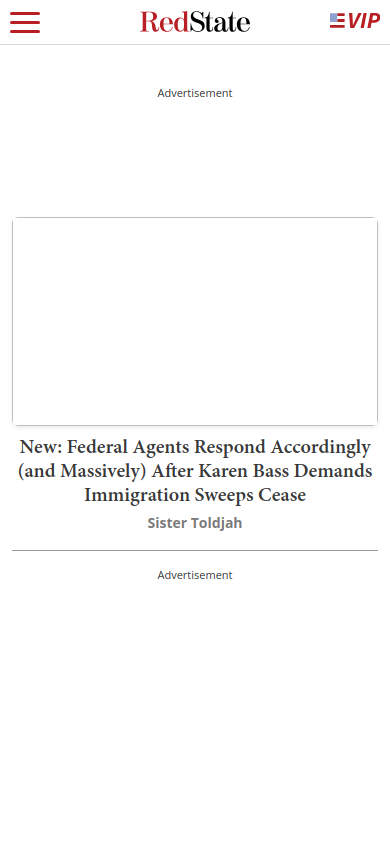 RedState
VIP
Advertisement
New: Federal Agents Respond Accordingly
(and Massively) After Karen Bass Demands
Immigration Sweeps Cease
Sister Toldjah
Advertisement